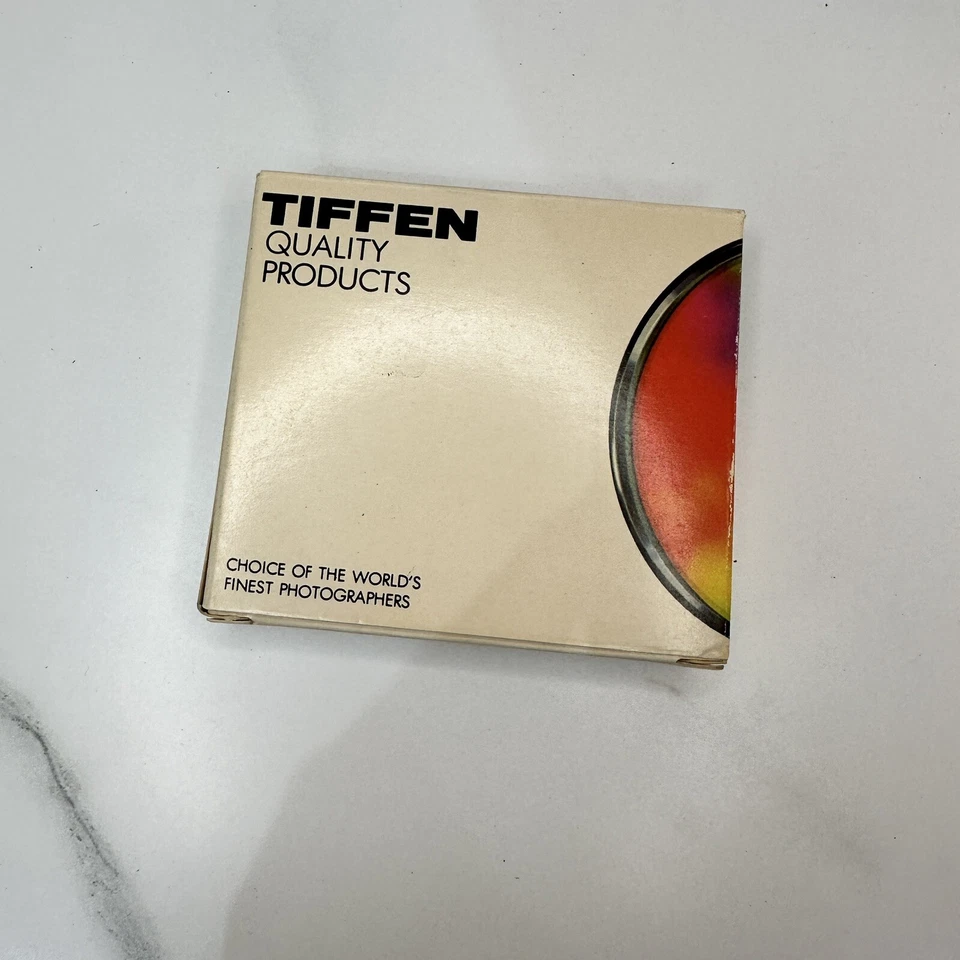 TIFFEN
QUALITY
PRODUCTS
CHOICE OF THE WORLD'S
FINEST PHOTOGRAPHERS